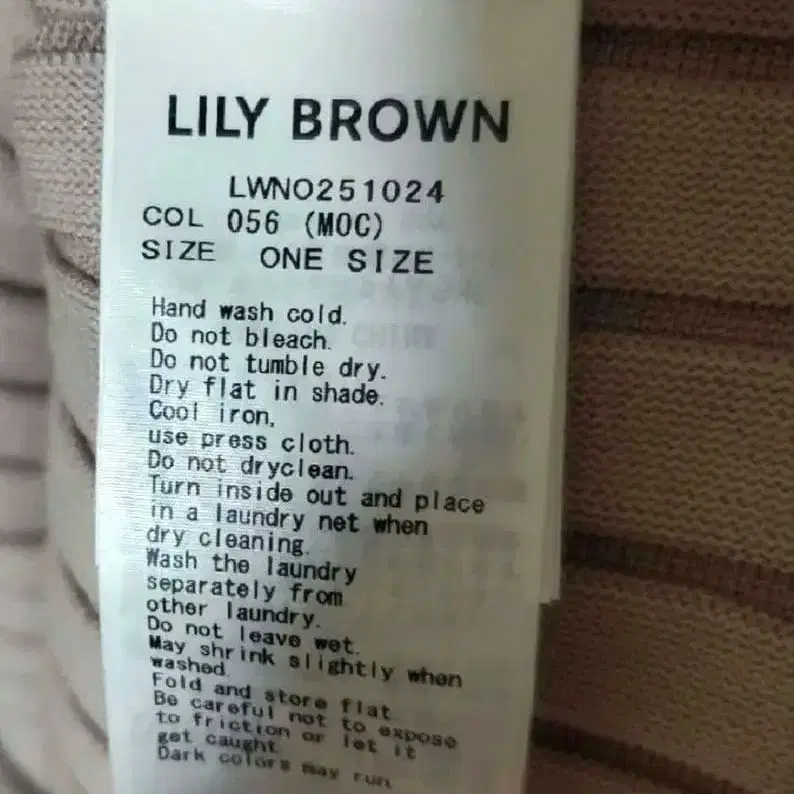 LILY BROWN
LWNO251024
COL 056 (MOC)
SIZE ONE SIZE
Hand wash cold.
Do not bleach.
Do not tumble dry.
Dry flat in shade.
Cool iron,
use press cloth.
Do not dryclean.
Turn inside out and place
in a laundry net when
dry cleaning.
Wash the laundry
separately from
other laundry.
Do not leave wet.
May shrink slightly when
washed.
Fold and store flat.
Be careful not to expose
to friction or let it
get caught.
Dark colors may run.